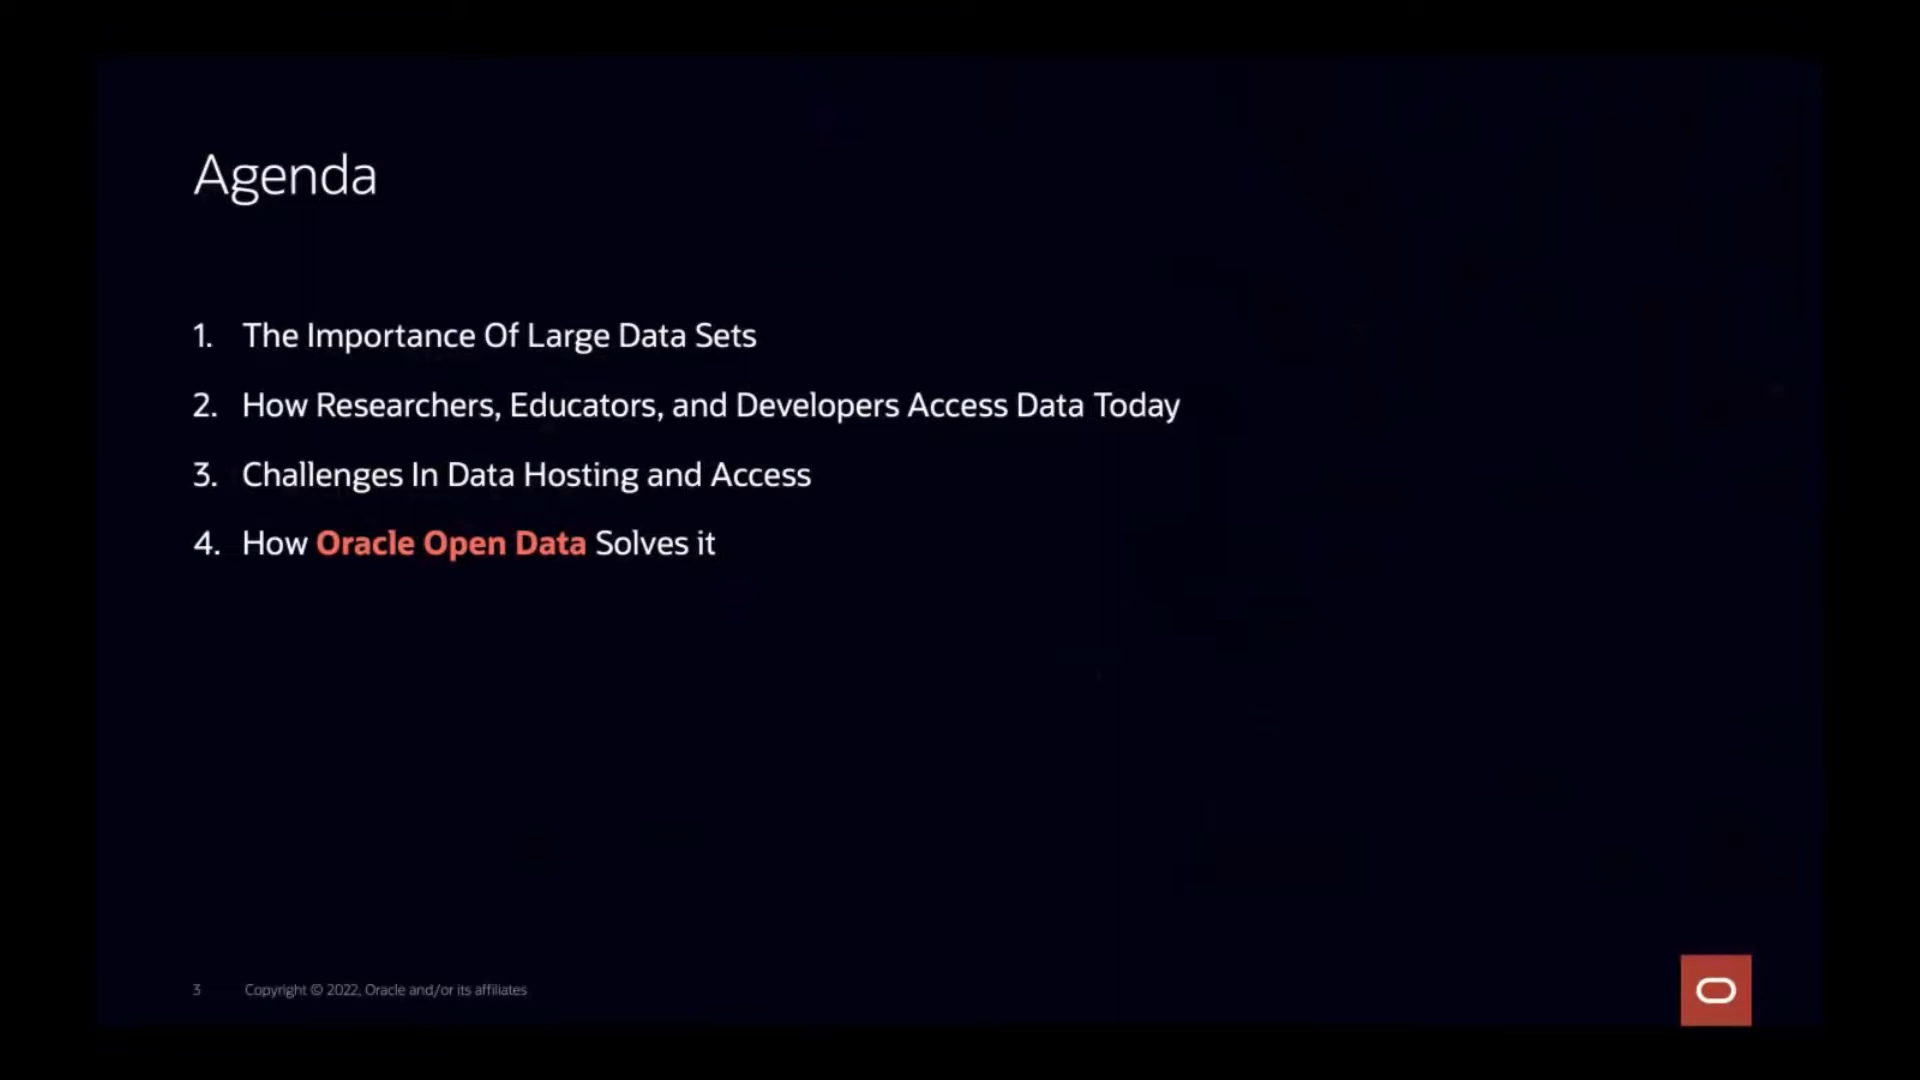 Agenda
1. The Importance Of Large Data Sets
2. How Researchers, Educators, and Developers Access Data Today
3. Challenges In Data Hosting and Access
4. How Oracle Open Data Solves it
3 Copyright © 2022, Oracle and/or its affiliates